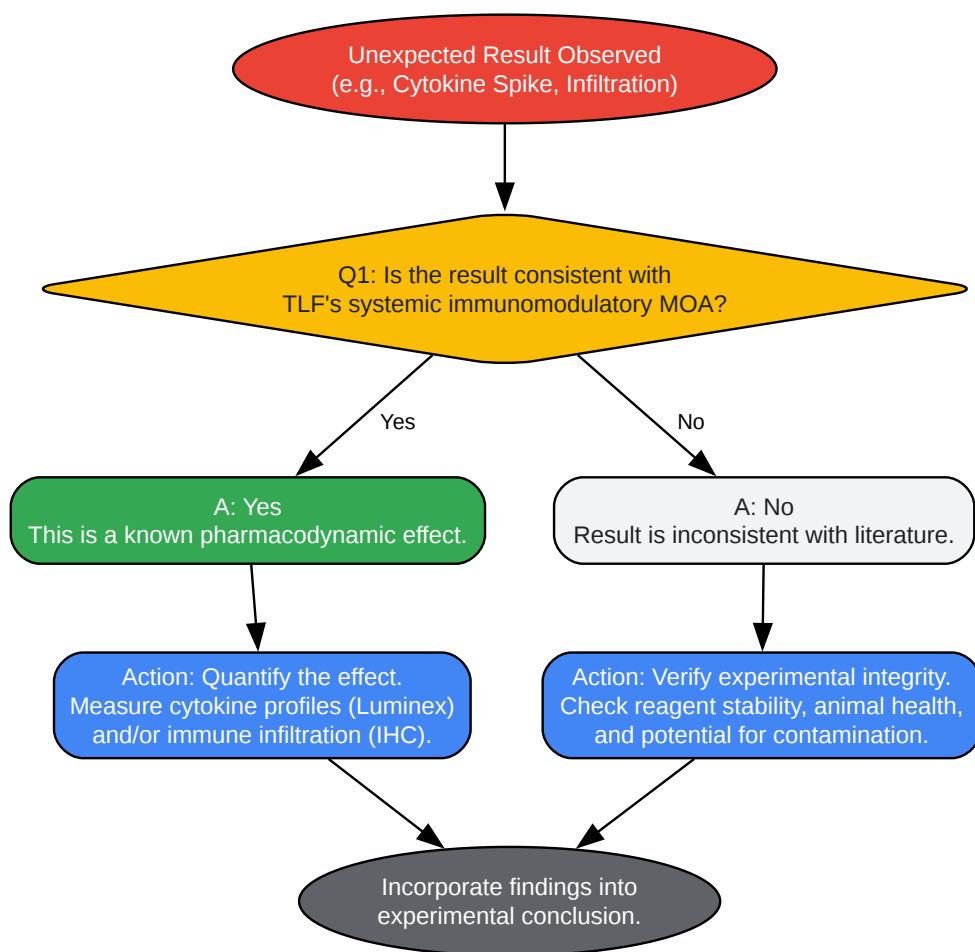 Unexpected Result Observed
(e.g., Cytokine Spike, Infiltration)
Q1: Is the result consistent with
TLF's systemic immunomodulatory MOA?
Yes
No
A: Yes
This is a known pharmacodynamic effect.
A: No
Result is inconsistent with literature.
Action: Quantify the effect.
Measure cytokine profiles (Luminex)
and/or immune infiltration (IHC).
Action: Verify experimental integrity.
Check reagent stability, animal health,
and potential for contamination.
Incorporate findings into
experimental conclusion.